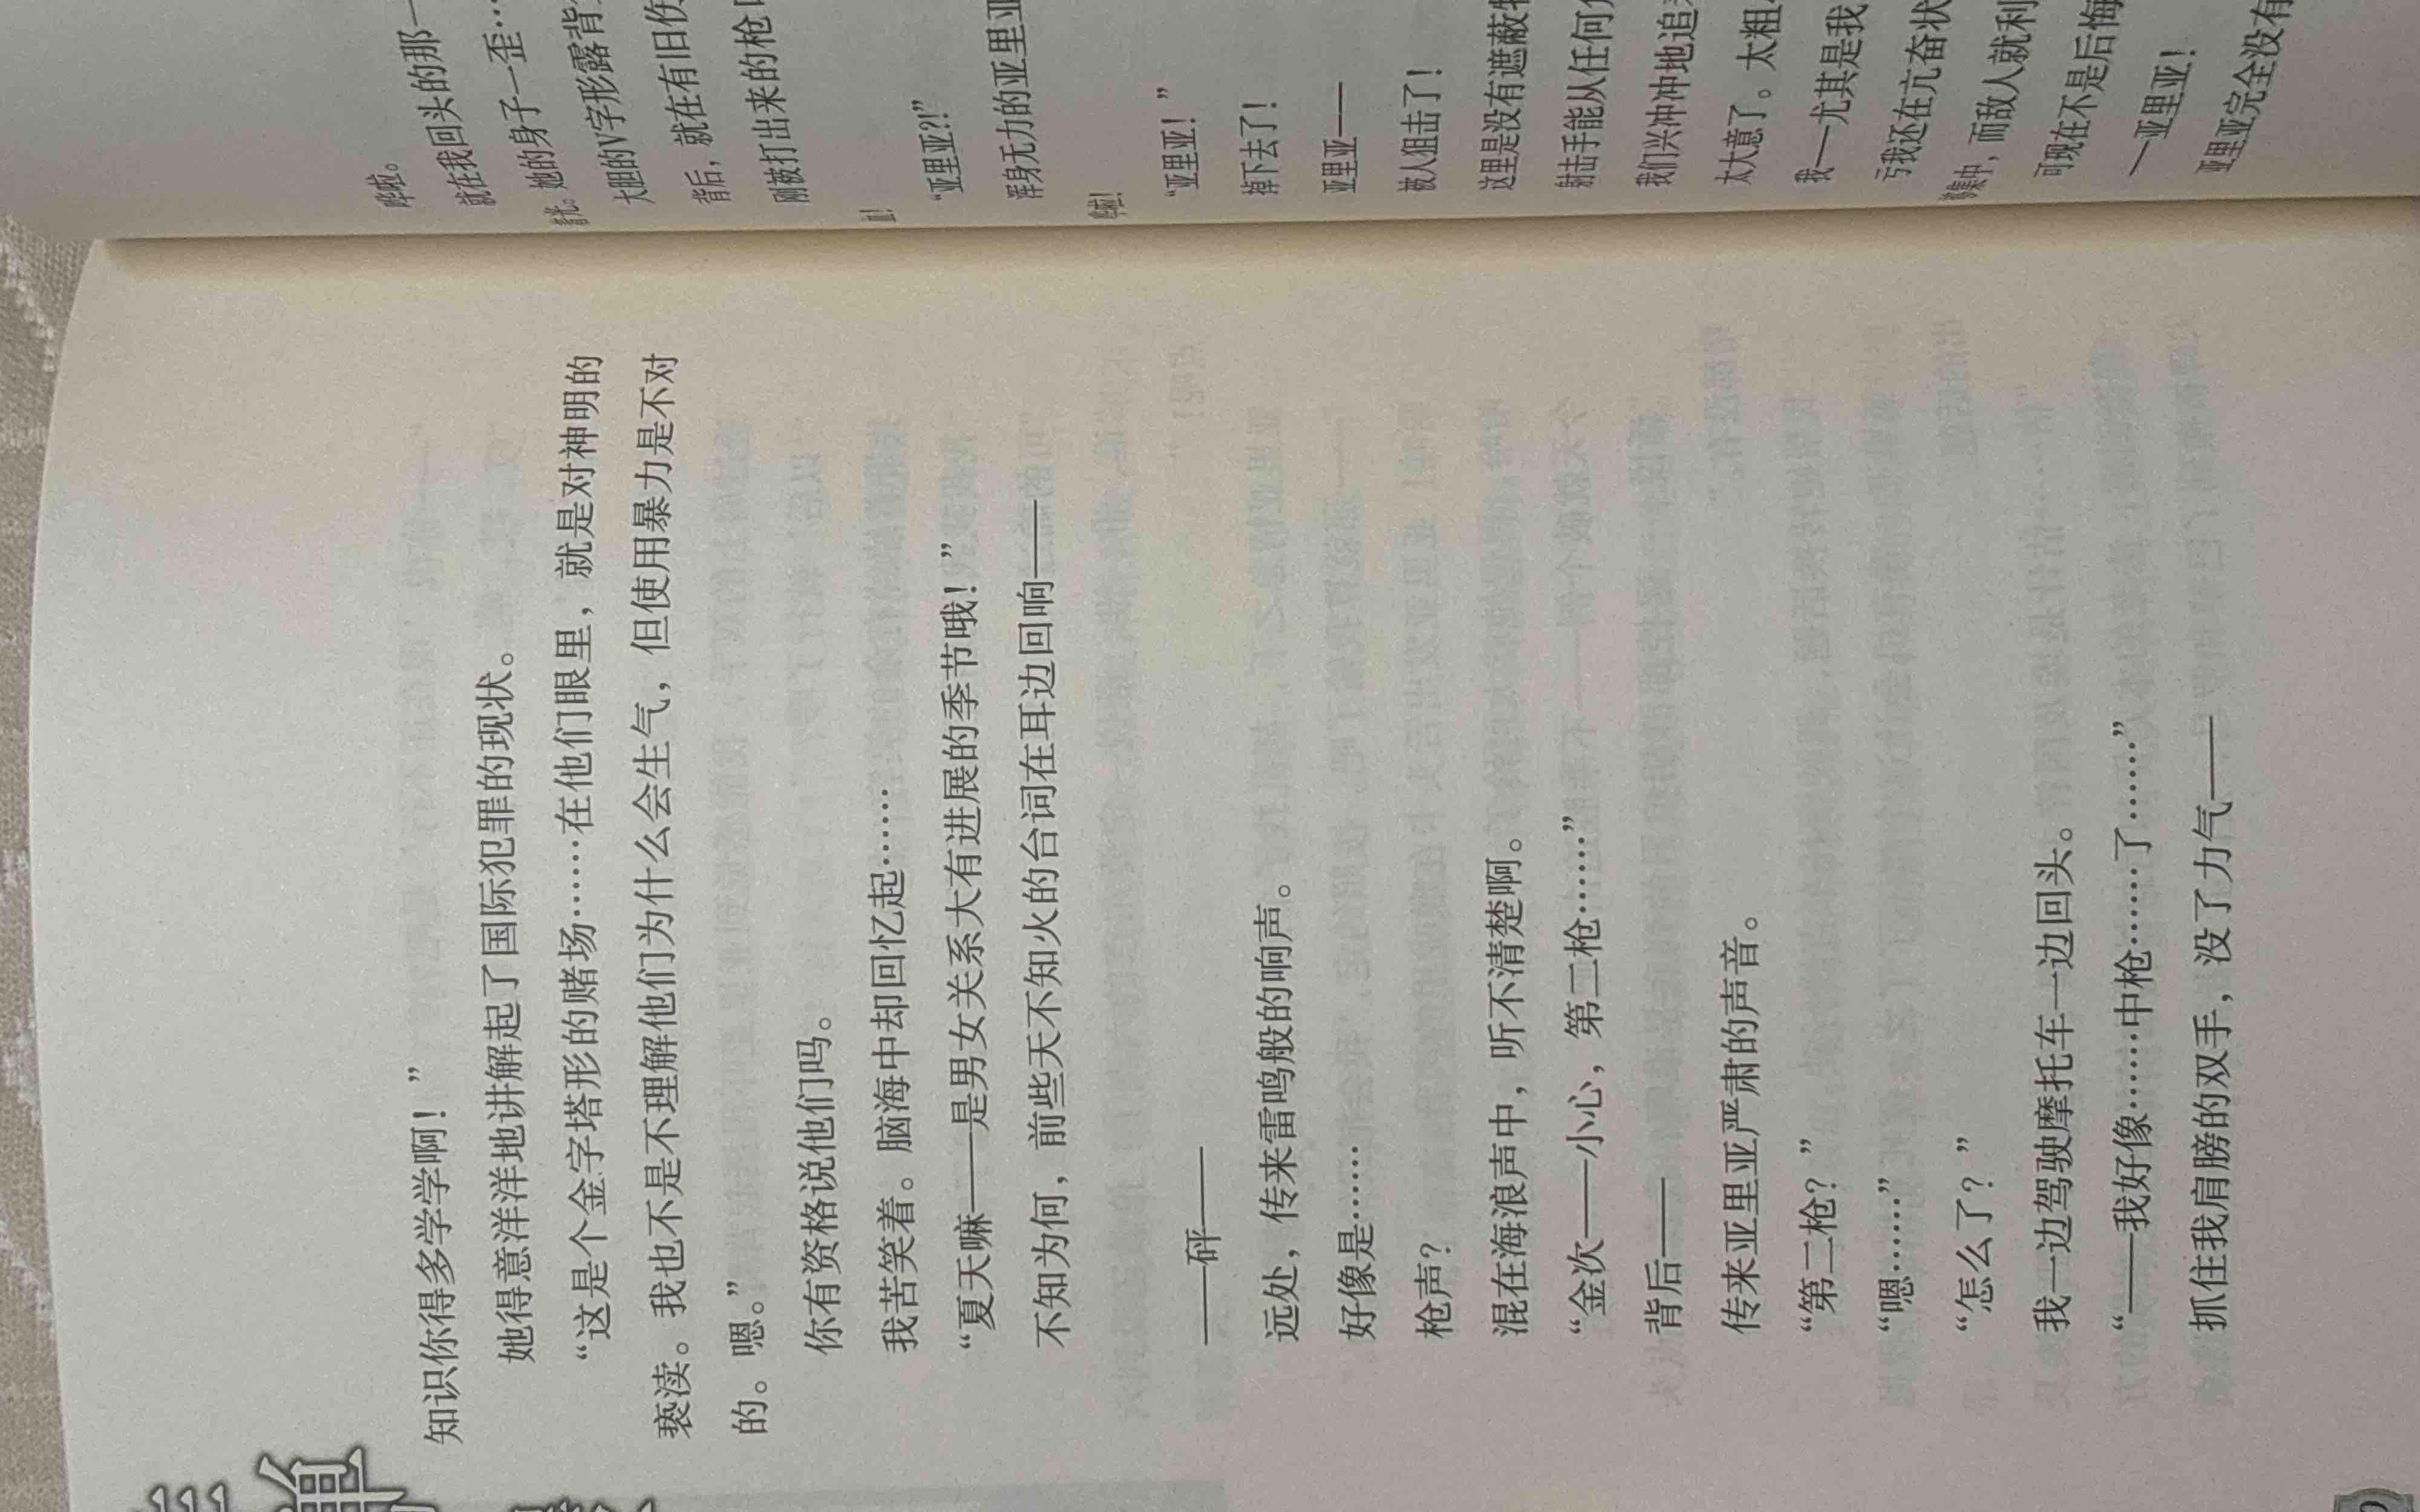 弹
知识你得多学学啊！”
她得意洋洋地讲解起了国际犯罪的现状。
“这是个金字塔形的赌场……在他们眼里，就是对神明的
亵渎。我也不是不理解他们为什么会生气，但使用暴力是不对
的。嗯。”
你有资格说他们吗。
我苦笑着。脑海中却回忆起……
“夏天嘛——是男女关系大有进展的季节哦！”
不知为何，前些天不知火的台词在耳边回响——
——砰——
远处，传来雷鸣般的响声。
好像是……
枪声？
混在海浪声中，听不清楚啊。
“金次——小心，第二枪……”
背后——
传来亚里亚严肃的声音。
“第二枪？”
“嗯……”
“怎么了？”
我一边驾驶摩托车一边回头。
“——我好像……中枪……了……”
抓住我肩膀的双手，没了力气——
哗啦。
就在我回头的那一
光。她的身子一歪…
大胆的V字形露背
背后，就在有旧伤
刚被打出来的枪
血！
“亚里亚?!”
浑身无力的亚里亚
哗啦！
“亚里亚！”
掉下去了！
亚里亚——
被人狙击了！
这里是没有遮蔽
射击手能从任何
我们兴冲冲地追
太大意了。太粗
我——尤其是我
亏我还在亢奋状
集中，而敌人就利
可现在不是后悔
—亚里亚！
亚里亚完全没有